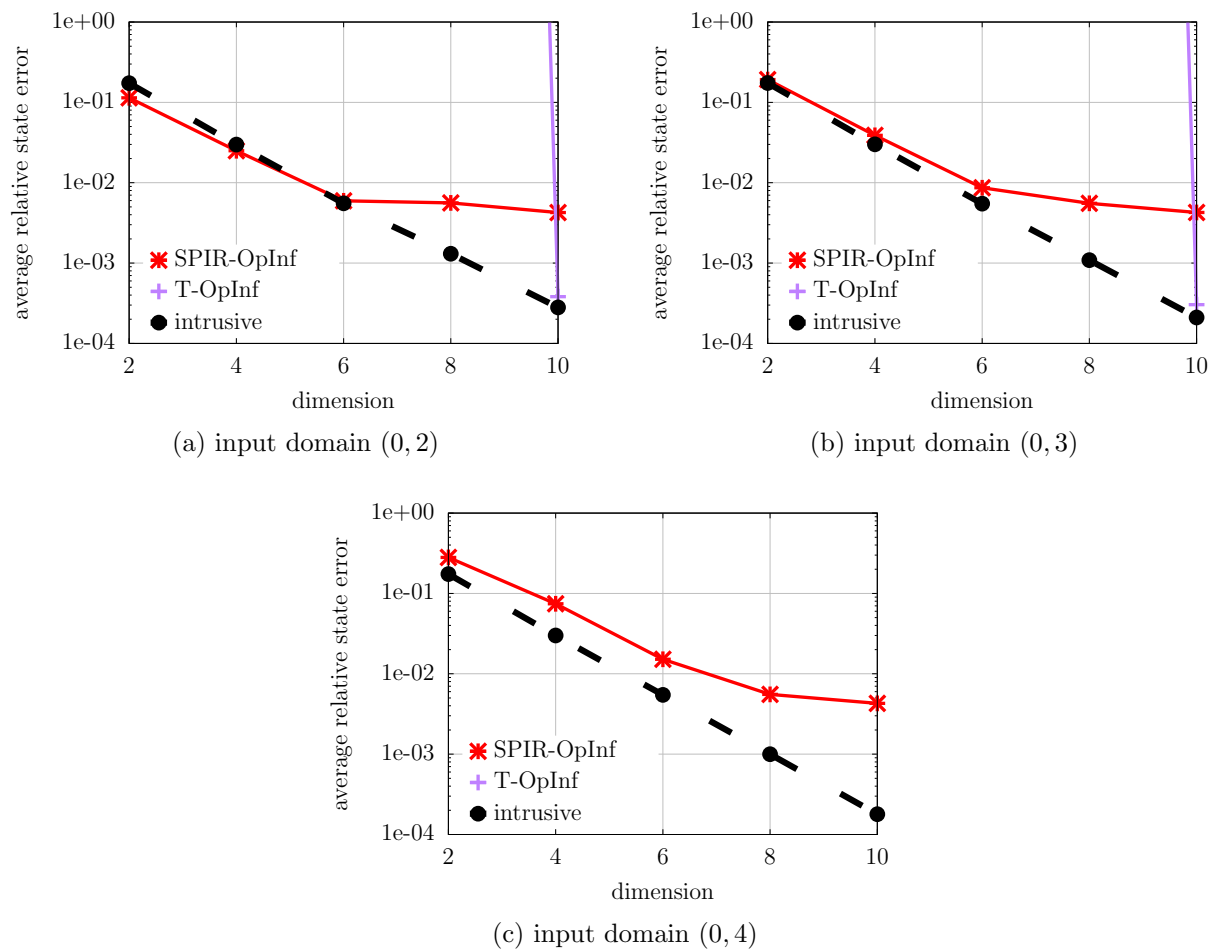 1e+00
1e-01
1e-02
1e-03
1e-04
average relative state error
SPIR-OpInf
T-OpInf
intrusive
2 4 6 8 10
dimension
(a) input domain (0, 2)
1e+00
1e-01
1e-02
1e-03
1e-04
average relative state error
SPIR-OpInf
T-OpInf
intrusive
2 4 6 8 10
dimension
(b) input domain (0, 3)
1e+00
1e-01
1e-02
1e-03
1e-04
average relative state error
SPIR-OpInf
T-OpInf
intrusive
2 4 6 8 10
dimension
(c) input domain (0, 4)